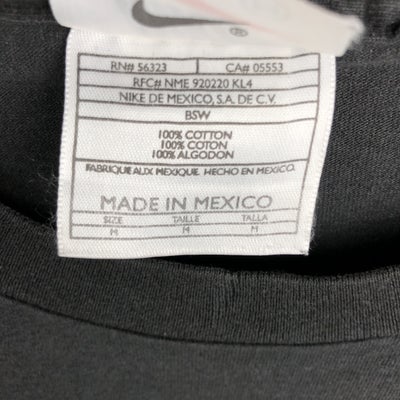 RN# 56323 CA# 05553
RFC# NME 920220 KL4
NIKE DE MEXICO, S.A. DE C.V.
BSW
100% COTTON
100% COTON
100% ALGODON
FABRIQUE AUX MEXIQUE. HECHO EN MEXICO.
MADE IN MEXICO
SIZE TAILLE TALLA
M M M